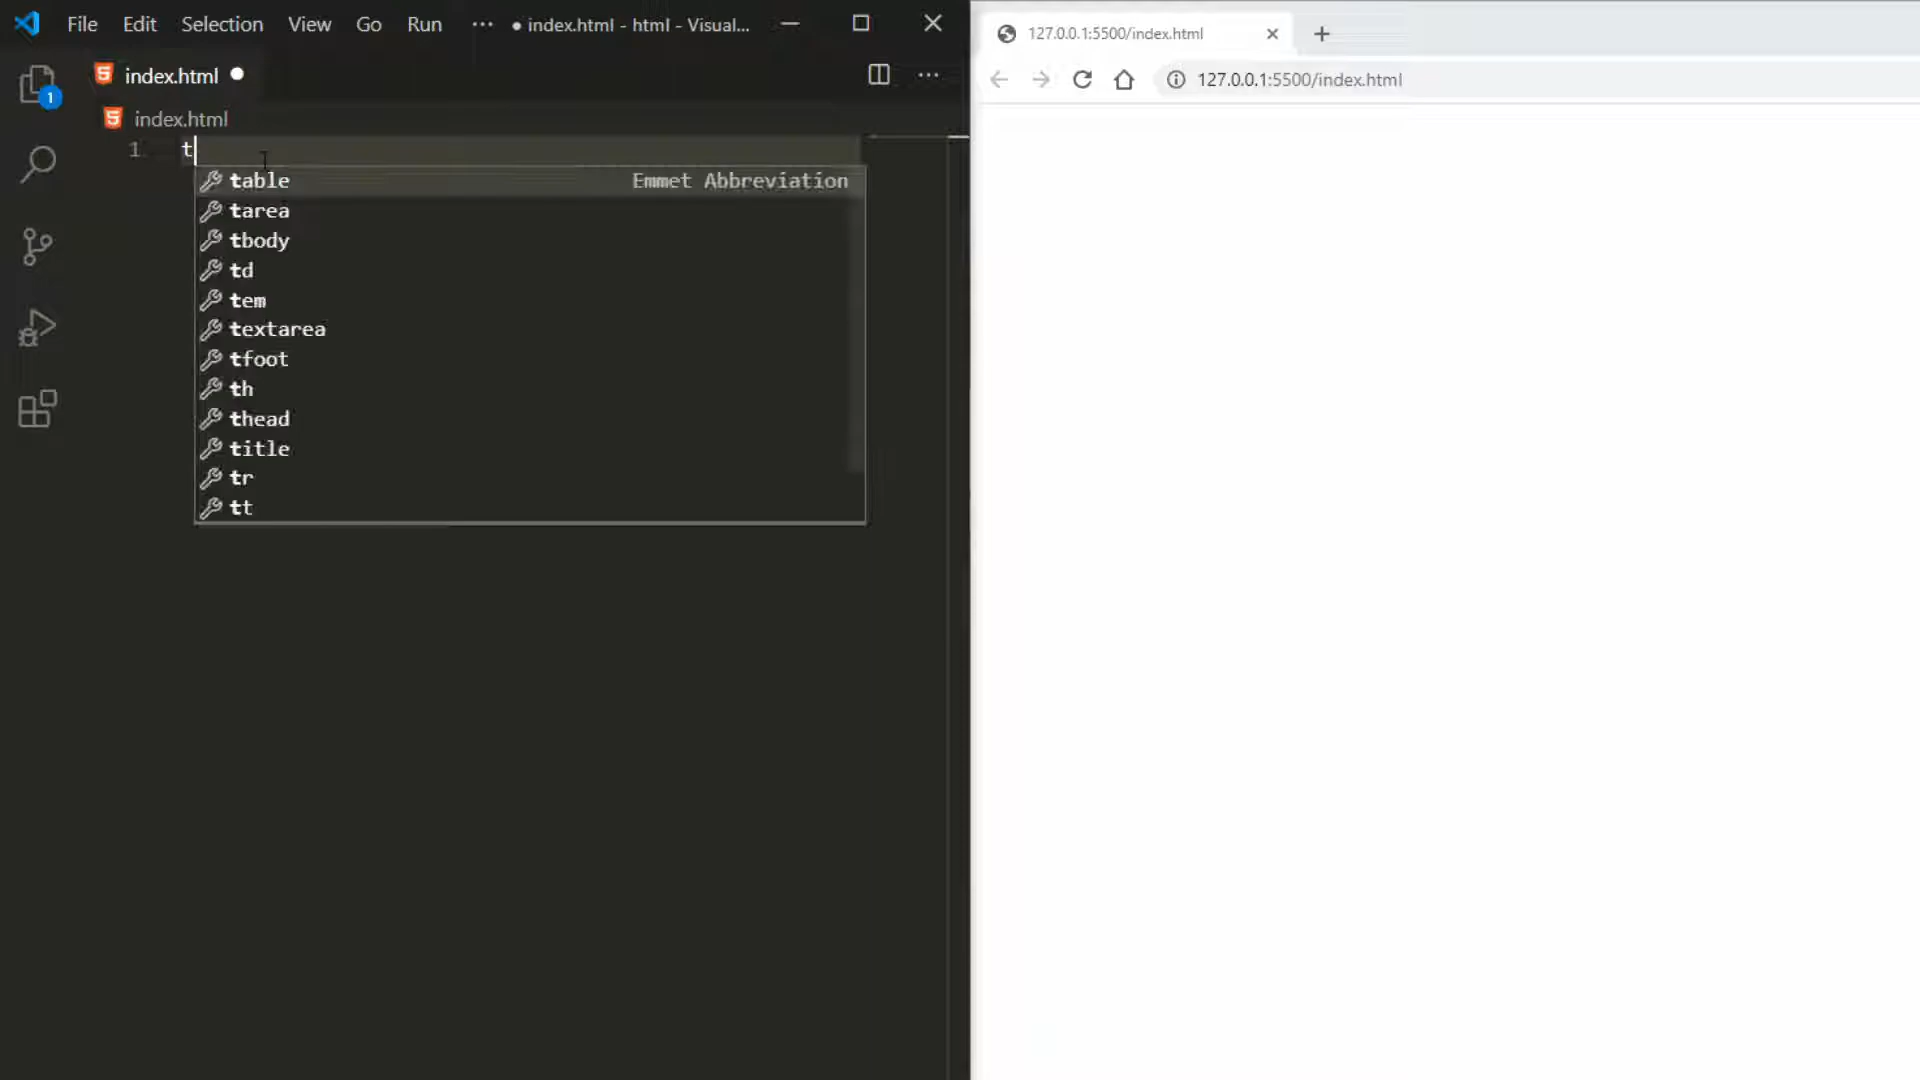 File Edit Selection View Go Run ··· ● index.html - html - Visual...
index.html ●
1
index.html
1 t
table Emmet Abbreviation
tarea
tbody
td
tem
textarea
tfoot
th
thead
title
tr
tt
127.0.0.1:5500/index.html
127.0.0.1:5500/index.html